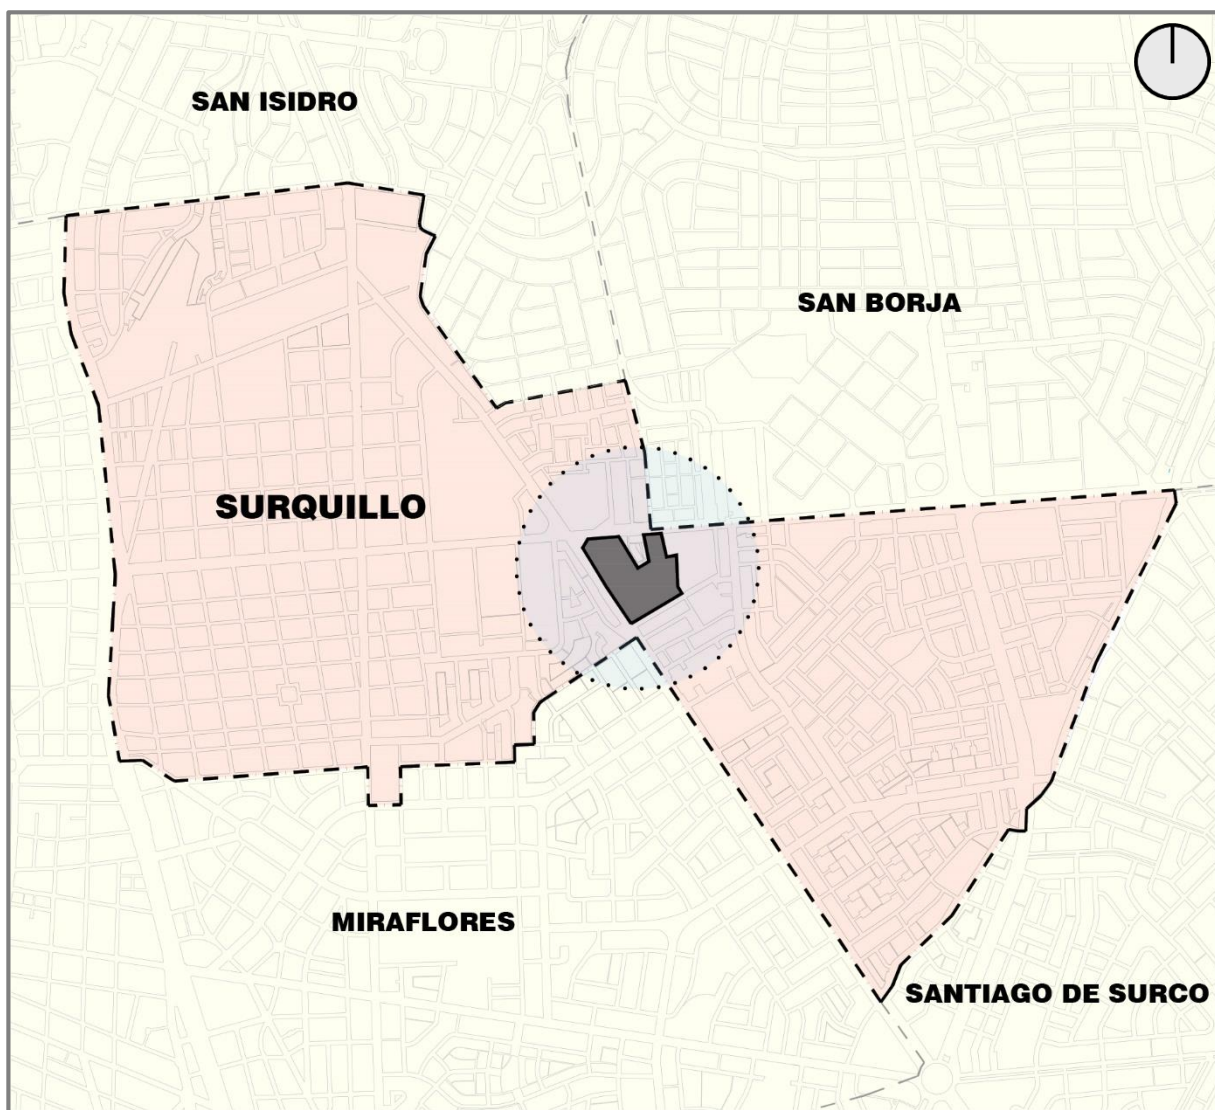 SAN ISIDRO
SAN BORJA
SURQUILLO
MIRAFLORES
SANTIAGO DE SURCO